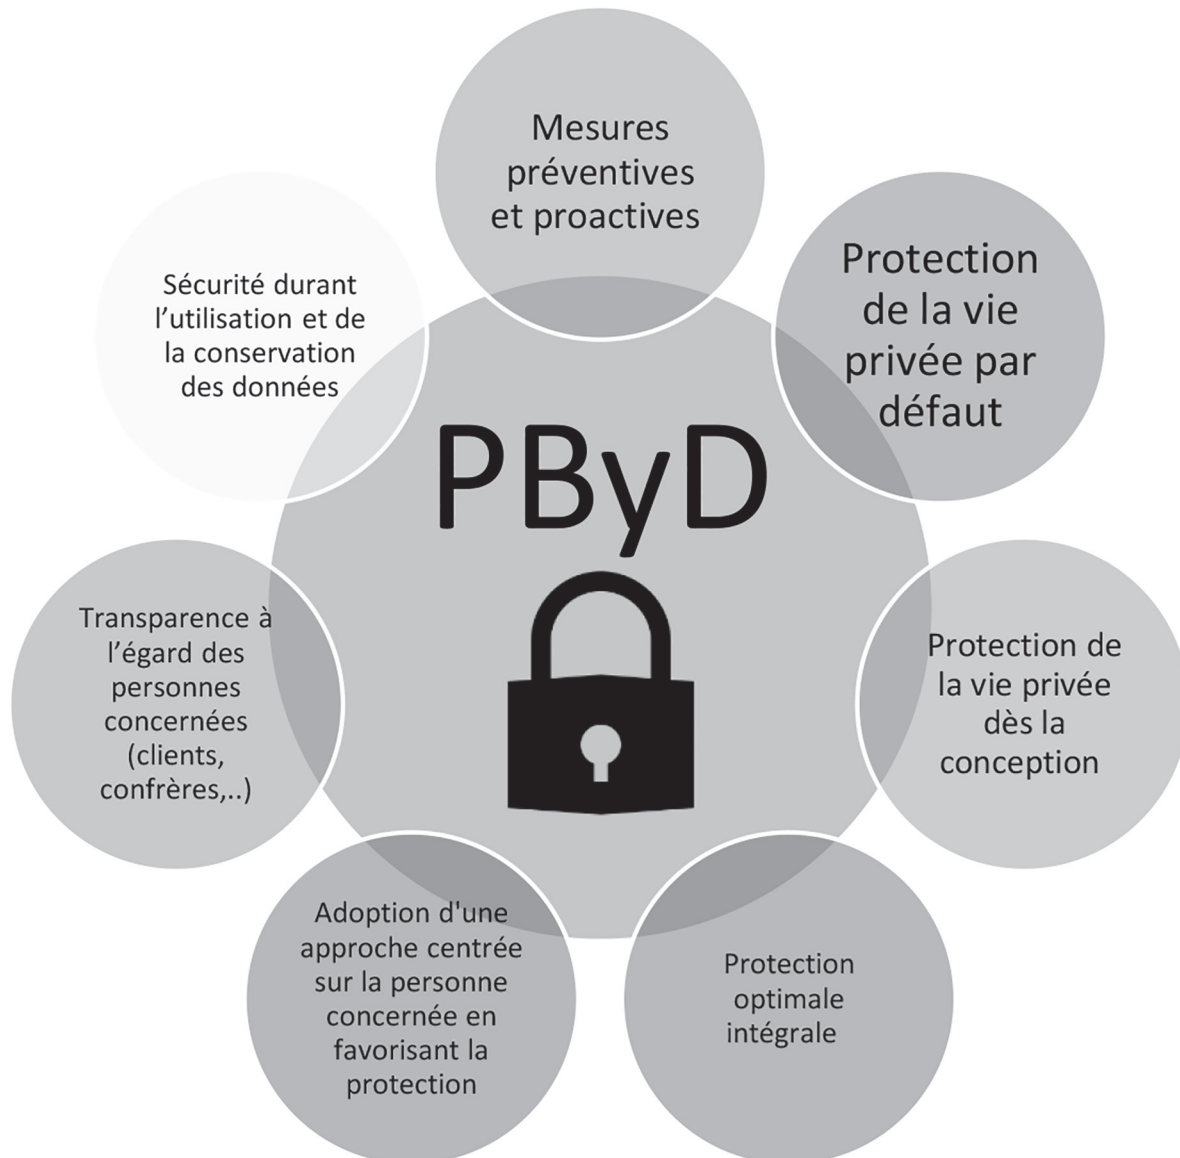 Mesures
préventives
et proactives
Protection
de la vie
privée par
défaut
Protection de
la vie privée
dès la
conception
Protection
optimale
intégrale
Adoption d'une
approche centrée
sur la personne
concernée en
favorisant la
protection
Transparence à
l’égard des
personnes
concernées
(clients,
confrères,..)
Sécurité durant
l’utilisation et de
la conservation
des données
PByD